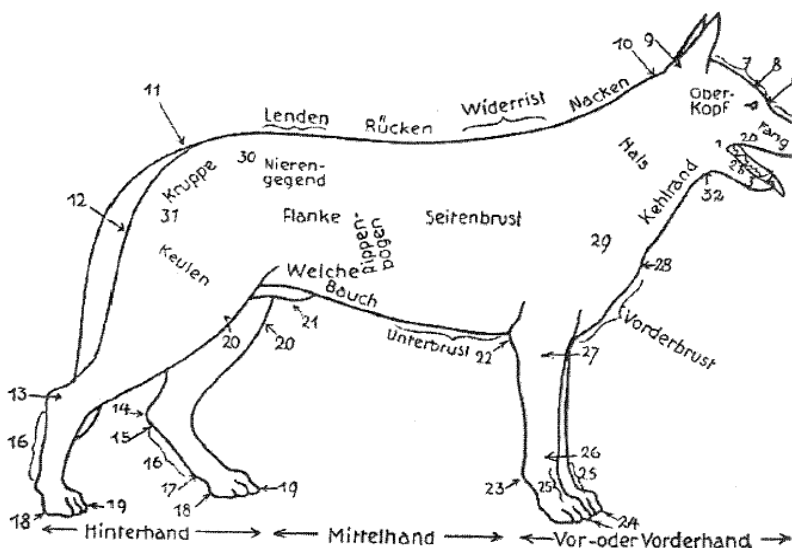 10
9
7
8
11
Lenden
Rücken
Widerrist
Nacken
Ober-
Kopf
Fang
Kruppe
30
Nieren-
gegend
Hals
Kehlrand
32
12
31
Flanke
Rippen-
bogen
Seitenbrust
29
28
Keulen
Weiche
Bauch
20
20
21
Unterbrust
22
27
Vorderbrust
13
14
15
16
16
17
18
19
18
19
23
26
25
25
24
Hinterhand
Mittelhand
Vor-oder Vorderhand